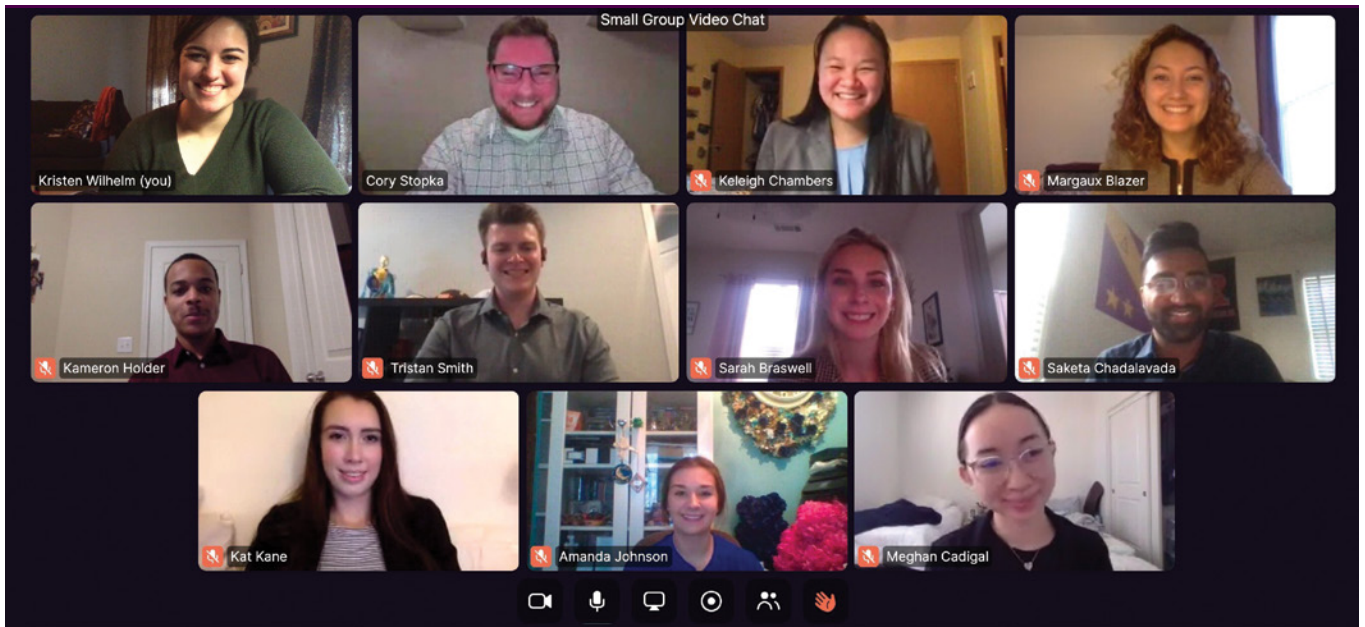 Small Group Video Chat
Kristen Wilhelm (you)
Cory Stopka
Keleigh Chambers
Margaux Blazer
Kameron Holder
Tristan Smith
Sarah Braswell
Saketa Chadalavada
Kat Kane
Amanda Johnson
Meghan Cadigal